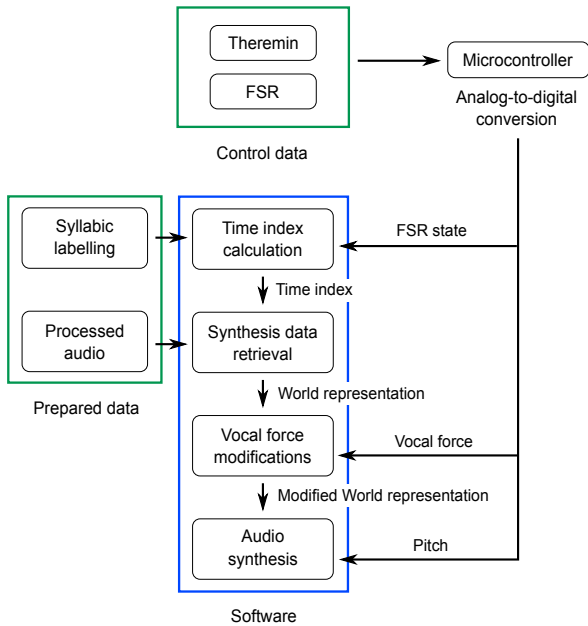 Theremin
FSR
Control data
Microcontroller
Analog-to-digital
conversion
Syllabic
labelling
Processed
audio
Prepared data
Time index
calculation
FSR state
Time index
Synthesis data
retrieval
World representation
Vocal force
modifications
Vocal force
Modified World representation
Audio
synthesis
Pitch
Software